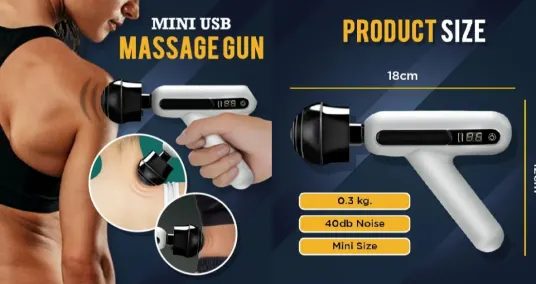 MINI USB
MASSAGE GUN
PRODUCT SIZE
18cm
0.3 kg.
40db Noise
Mini Size